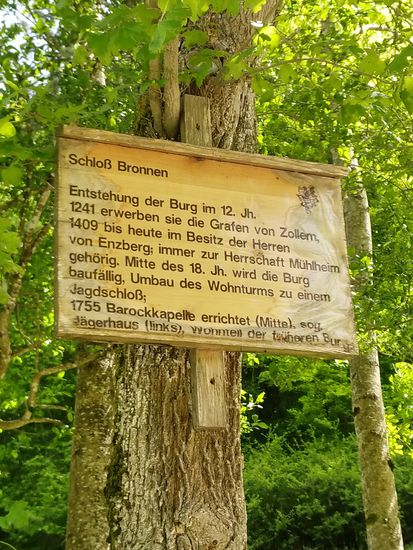 Schloß Bronnen
Entstehung der Burg im 12. Jh.
1241 erwerben sie die Grafen von Zollern,
1409 bis heute im Besitz der Herren
von Enzberg; immer zur Herrschaft Mühlheim
gehörig. Mitte des 18. Jh. wird die Burg
baufällig, Umbau des Wohnturms zu einem
Jagdschloß;
1755 Barockkapelle errichtet (Mitte), sog.
Jägerhaus (links), Wohnteil der früheren Burg